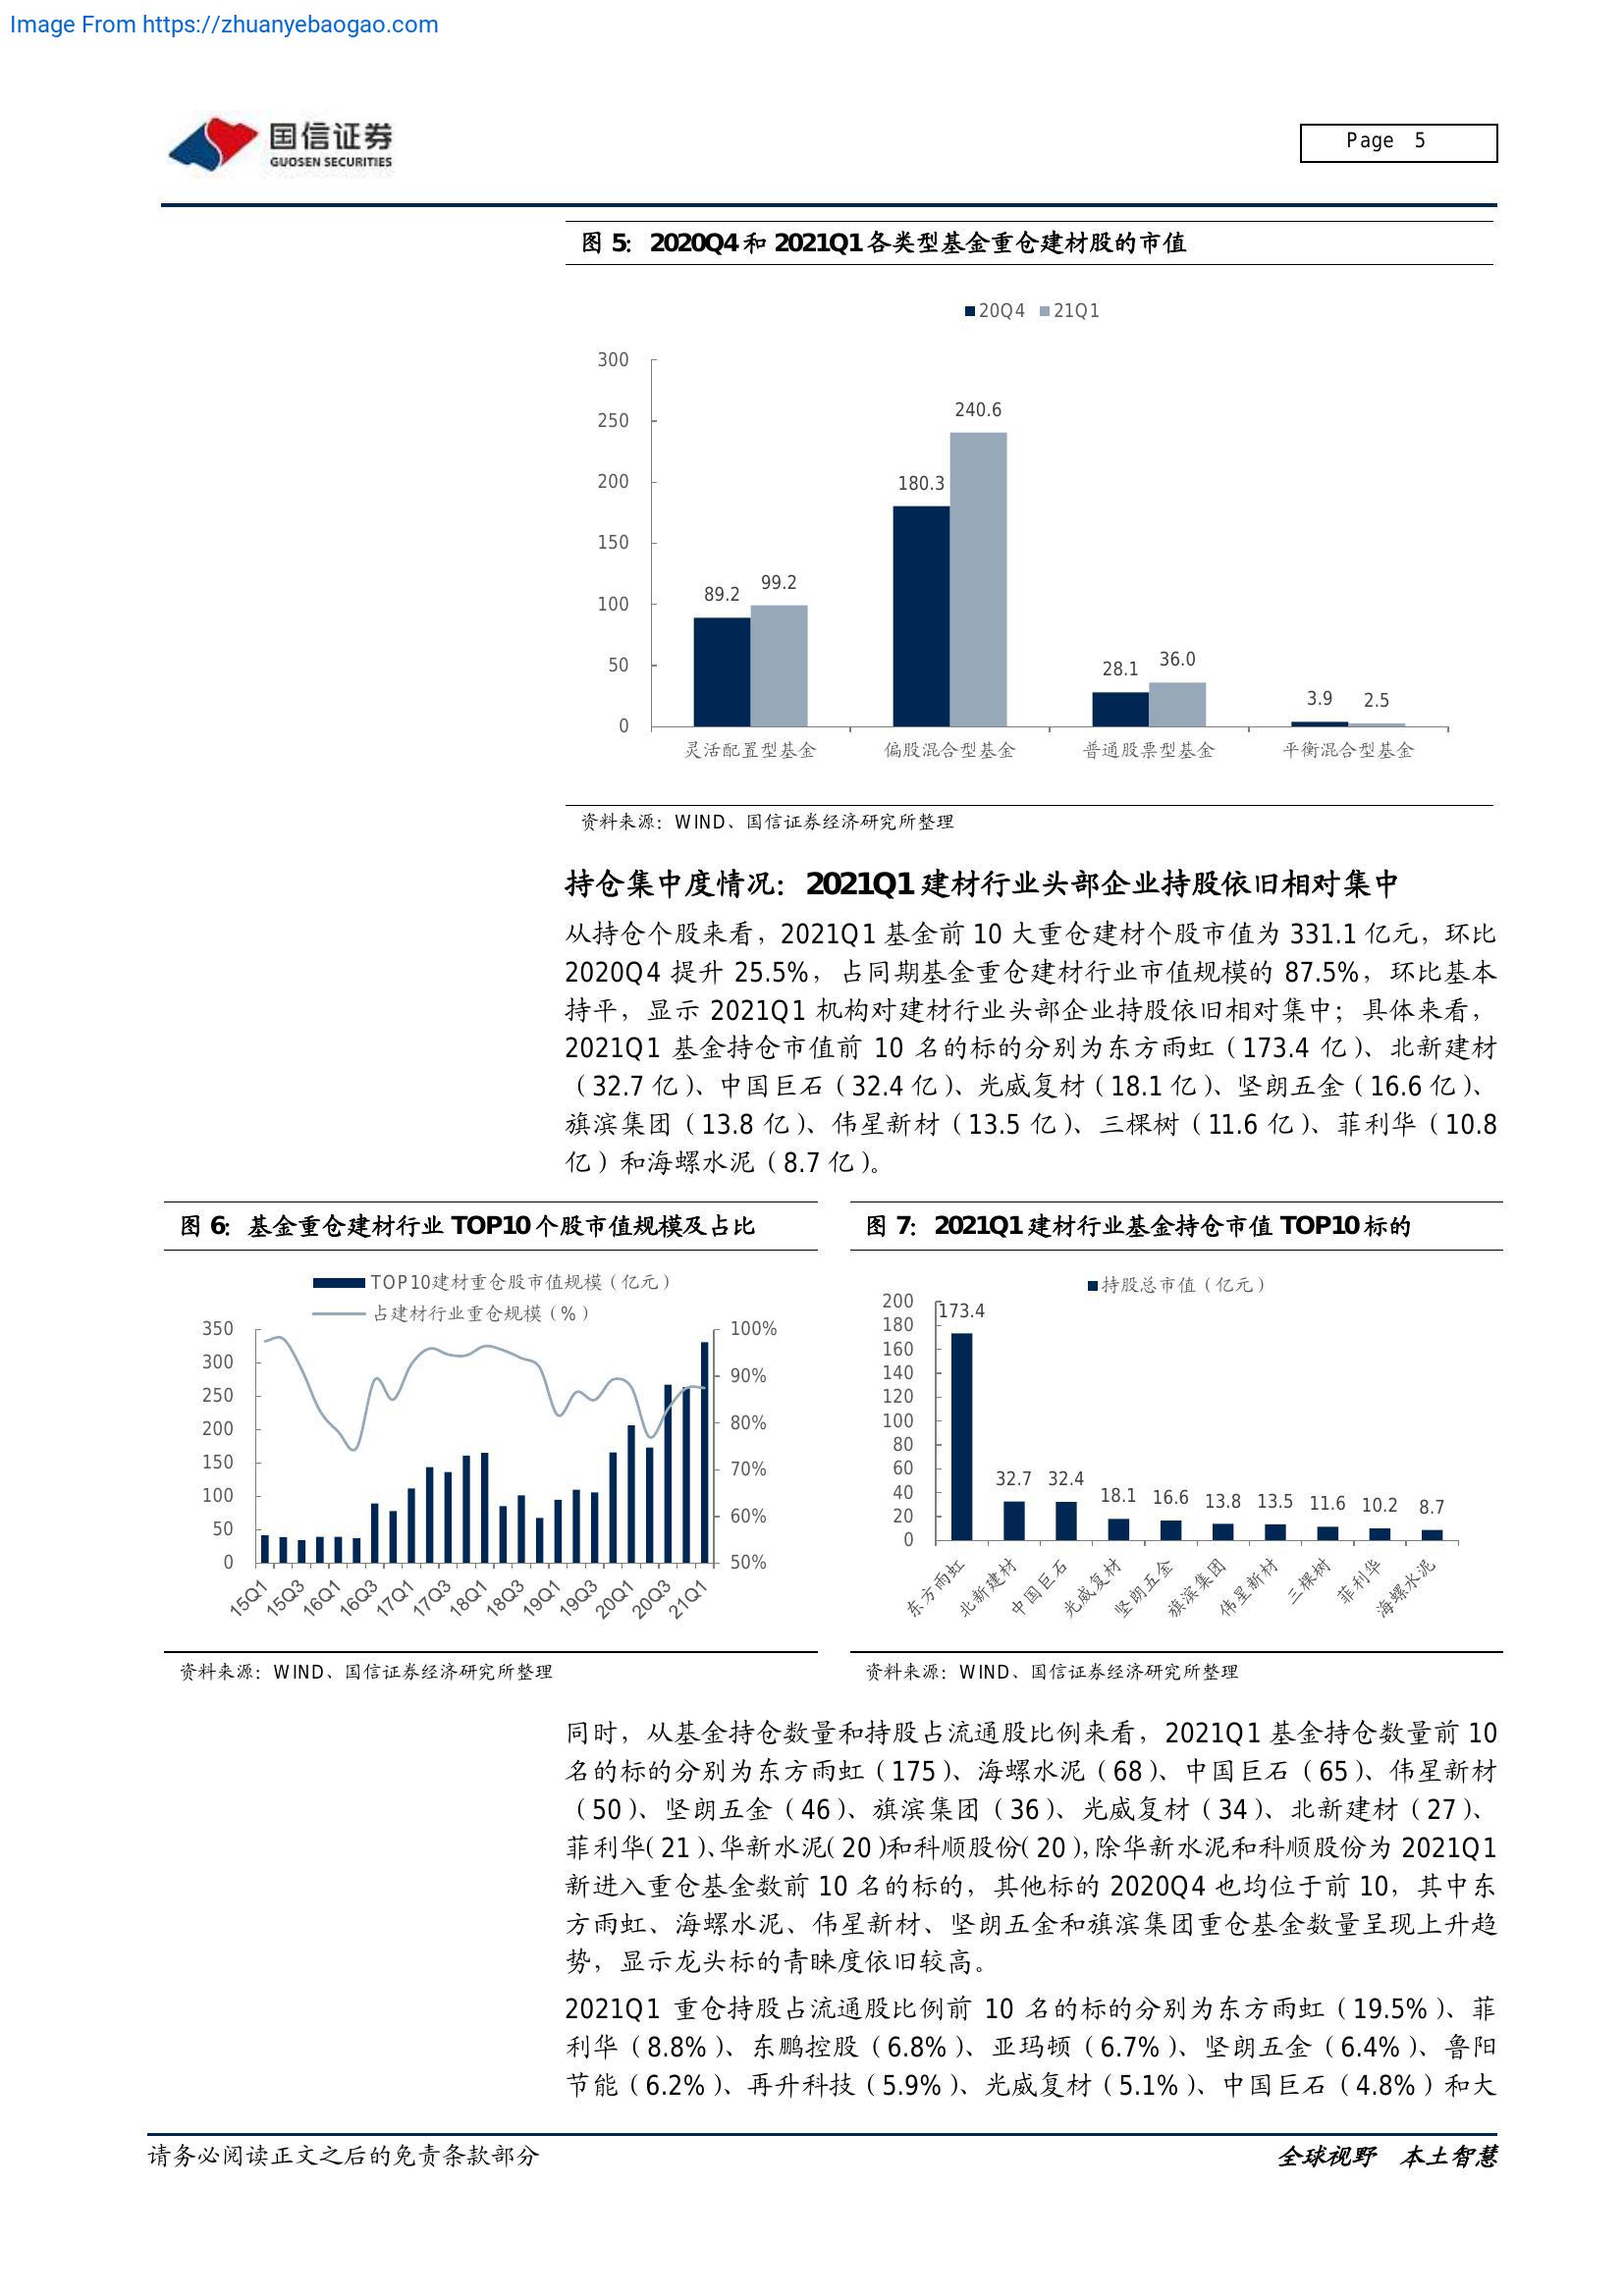 Image From https://zhuanyebaogao.com
国信证券
GUOSEN SECURITIES
Page 5
图 5: 2020Q4 和 2021Q1 各类型基金重仓建材股的市值
20Q4 21Q1
300
250
200
150
100
50
0
89.2 99.2
180.3 240.6
28.1 36.0
3.9 2.5
灵活配置型基金 偏股混合型基金 普通股票型基金 平衡混合型基金
资料来源：WIND、国信证券经济研究所整理
持仓集中度情况：2021Q1 建材行业头部企业持股依旧相对集中
从持仓个股来看，2021Q1 基金前 10 大重仓建材个股市值为 331.1 亿元，环比
2020Q4 提升 25.5%，占同期基金重仓建材行业市值规模的 87.5%，环比基本
持平，显示 2021Q1 机构对建材行业头部企业持股依旧相对集中；具体来看，
2021Q1 基金持仓市值前 10 名的标的分别为东方雨虹（173.4 亿）、北新建材
（32.7 亿）、中国巨石（32.4 亿）、光威复材（18.1 亿）、坚朗五金（16.6 亿）、
旗滨集团（13.8 亿）、伟星新材（13.5 亿）、三棵树（11.6 亿）、菲利华（10.8
亿）和海螺水泥（8.7 亿）。
图 6: 基金重仓建材行业 TOP10 个股市值规模及占比
TOP10建材重仓股市值规模（亿元）
占建材行业重仓规模（%）
350
300
250
200
150
100
50
0
100%
90%
80%
70%
60%
50%
15Q1 15Q3 16Q1 16Q3 17Q1 17Q3 18Q1 18Q3 19Q1 19Q3 20Q1 20Q3 21Q1
资料来源：WIND、国信证券经济研究所整理
图 7: 2021Q1 建材行业基金持仓市值 TOP10 标的
持股总市值（亿元）
200
180
160
140
120
100
80
60
40
20
0
173.4 32.7 32.4 18.1 16.6 13.8 13.5 11.6 10.2 8.7
东方雨虹 北新建材 中国巨石 光威复材 坚朗五金 旗滨集团 伟星新材 三棵树 菲利华 海螺水泥
资料来源：WIND、国信证券经济研究所整理
同时，从基金持仓数量和持股占流通股比例来看，2021Q1 基金持仓数量前 10
名的标的分别为东方雨虹（175）、海螺水泥（68）、中国巨石（65）、伟星新材
（50）、坚朗五金（46）、旗滨集团（36）、光威复材（34）、北新建材（27）、
菲利华（21）、华新水泥（20）和科顺股份（20），除华新水泥和科顺股份为 2021Q1
新进入重仓基金数前 10 名的标的，其他标的 2020Q4 也均位于前 10，其中东
方雨虹、海螺水泥、伟星新材、坚朗五金和旗滨集团重仓基金数量呈现上升趋
势，显示龙头标的青睐度依旧较高。
2021Q1 重仓持股占流通股比例前 10 名的标的分别为东方雨虹（19.5%）、菲
利华（8.8%）、东鹏控股（6.8%）、亚玛顿（6.7%）、坚朗五金（6.4%）、鲁阳
节能（6.2%）、再升科技（5.9%）、光威复材（5.1%）、中国巨石（4.8%）和大
请务必阅读正文之后的免责条款部分
全球视野 本土智慧